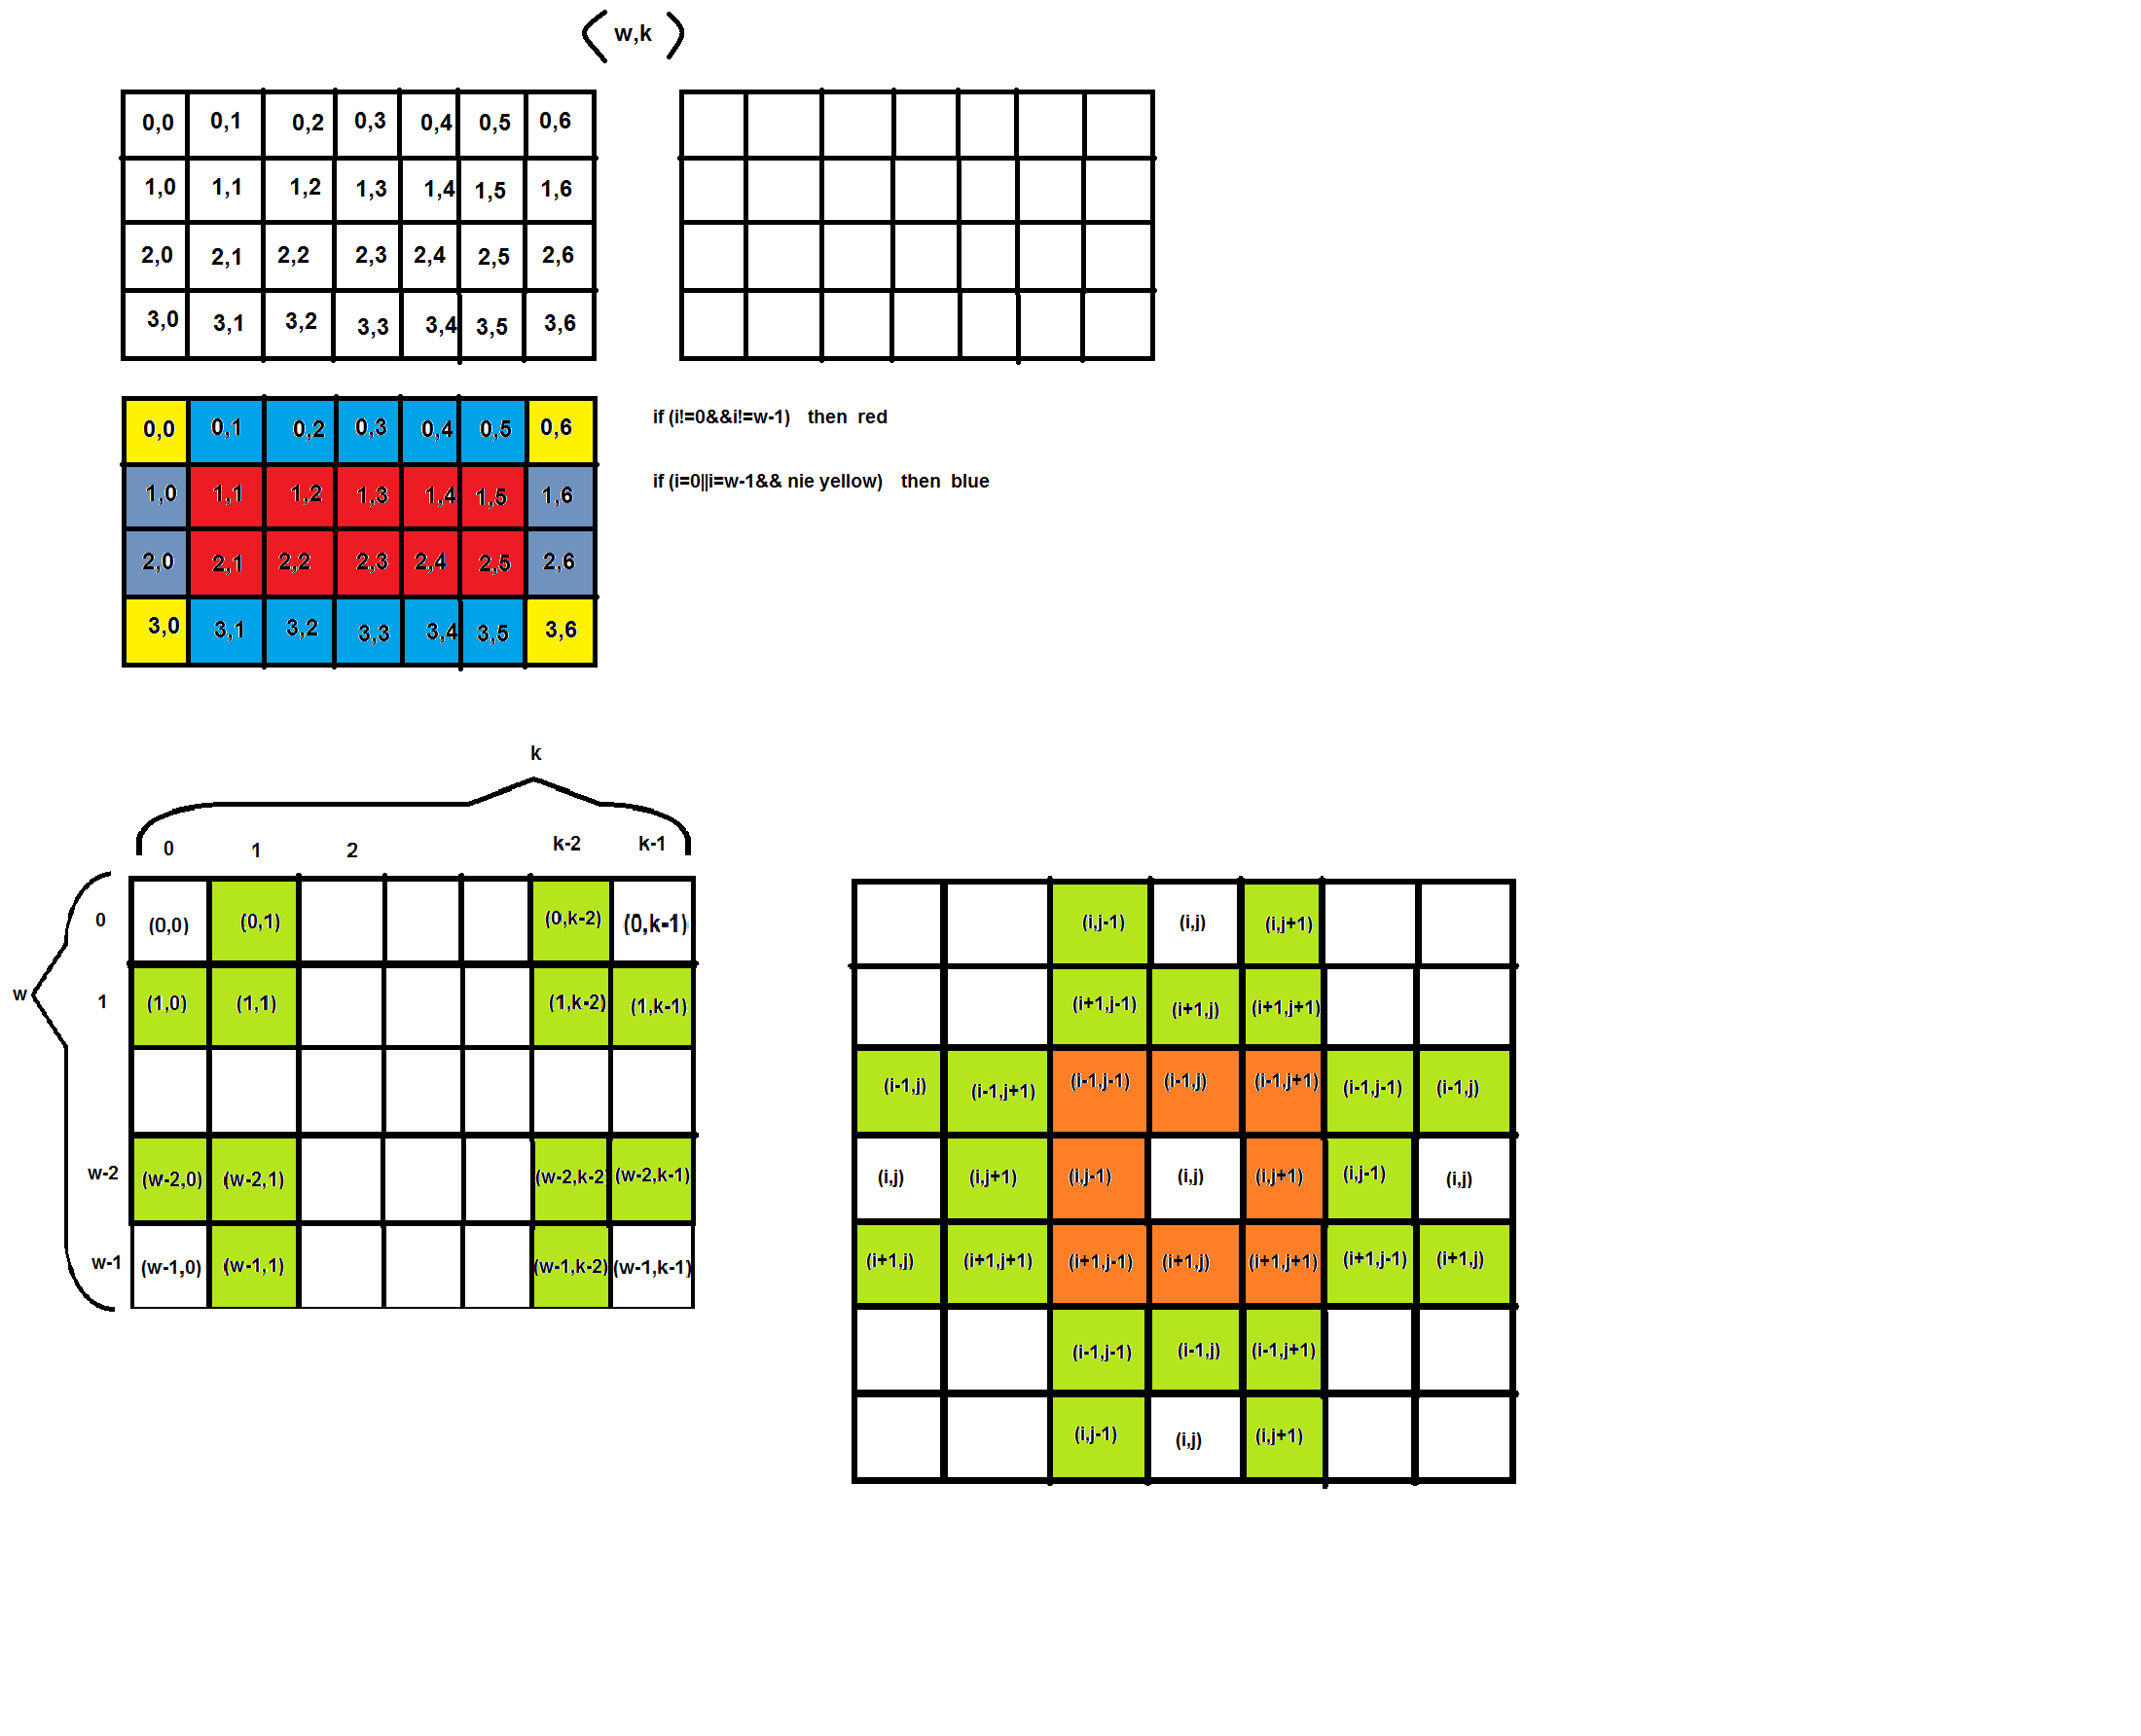 w,k
0,0 0,1 0,2 0,3 0,4 0,5 0,6
1,0 1,1 1,2 1,3 1,4 1,5 1,6
2,0 2,1 2,2 2,3 2,4 2,5 2,6
3,0 3,1 3,2 3,3 3,4 3,5 3,6
0,0 0,1 0,2 0,3 0,4 0,5 0,6
1,0 1,1 1,2 1,3 1,4 1,5 1,6
2,0 2,1 2,2 2,3 2,4 2,5 2,6
3,0 3,1 3,2 3,3 3,4 3,5 3,6
if (i!=0&&i!=w-1) then red
if (i=0||i=w-1&& nie yellow) then blue
k
0 1 2 k-2 k-1
w
0 (0,0) (0,1) (0,k-2) (0,k-1)
1 (1,0) (1,1) (1,k-2) (1,k-1)
w-2 (w-2,0) (w-2,1) (w-2,k-2) (w-2,k-1)
w-1 (w-1,0) (w-1,1) (w-1,k-2) (w-1,k-1)
(i,j-1) (i,j) (i,j+1)
(i+1,j-1) (i+1,j) (i+1,j+1)
(i-1,j) (i-1,j+1) (i-1,j-1) (i-1,j) (i-1,j+1) (i-1,j-1) (i-1,j)
(i,j) (i,j+1) (i,j-1) (i,j) (i,j+1) (i,j-1) (i,j)
(i+1,j) (i+1,j+1) (i+1,j-1) (i+1,j) (i+1,j+1) (i+1,j-1) (i+1,j)
(i-1,j-1) (i-1,j) (i-1,j+1)
(i,j-1) (i,j) (i,j+1)